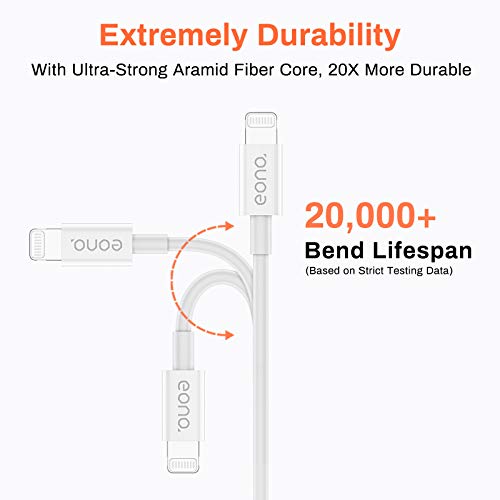 Extremely Durability
With Ultra-Strong Aramid Fiber Core, 20X More Durable
eono.
20,000+
eono.
Bend Lifespan
(Based on Strict Testing Data)
eono.